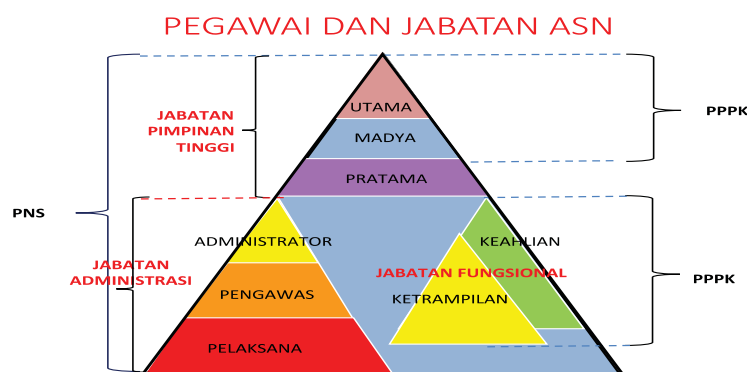 PEGAWAI DAN JABATAN ASN
UTAMA
JABATAN
PIMPINAN
TINGGI
PPPK
MADYA
PRATAMA
PNS
ADMINISTRATOR
KEAHLIAN
JABATAN
ADMINISTRASI
JABATAN FUNGSIONAL
PPPK
PENGAWAS
KETRAMPILAN
PELAKSANA